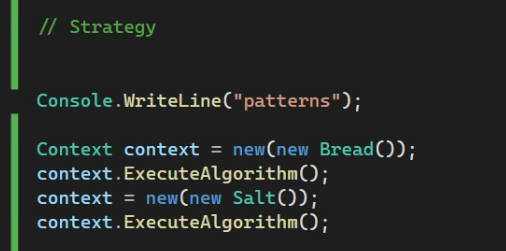 // Strategy
Console.WriteLine("patterns");
Context context = new(new Bread());
context.ExecuteAlgorithm();
context = new(new Salt());
context.ExecuteAlgorithm();